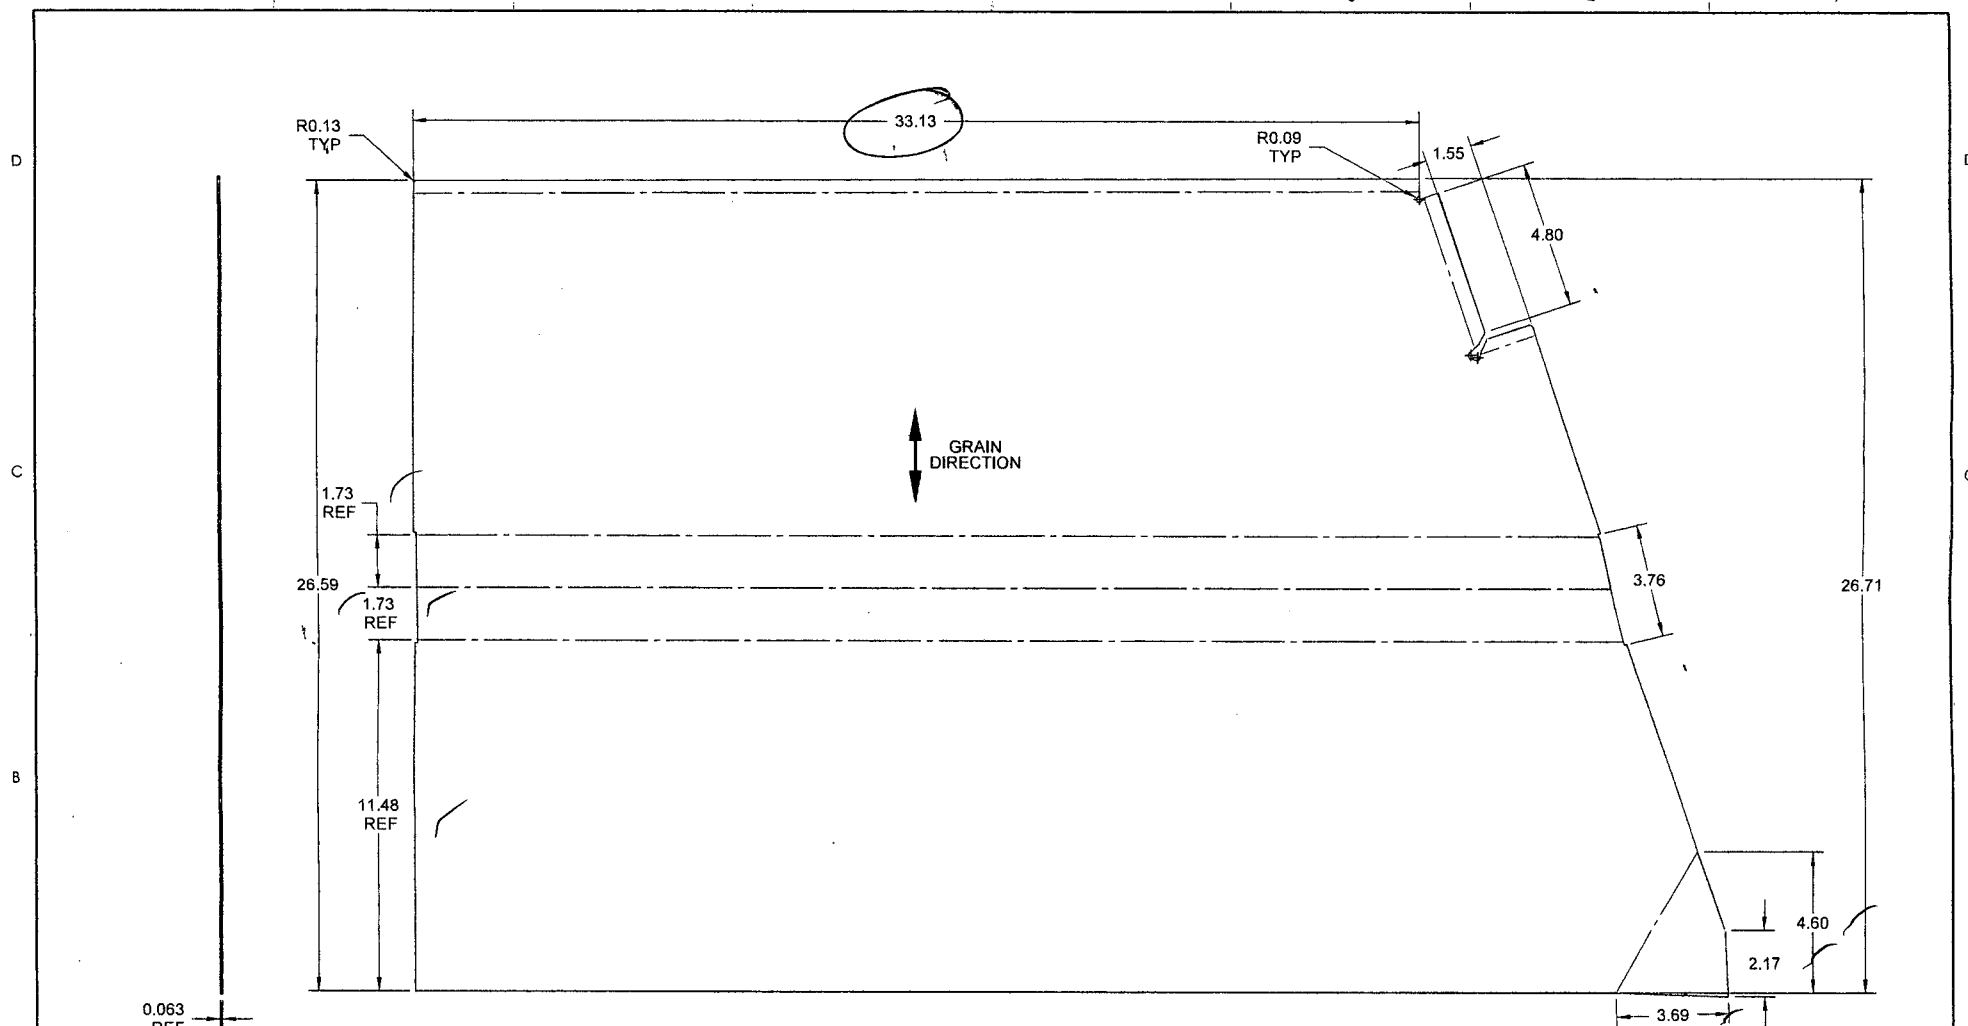 33.13
R0.13
TYP
R0.09
TYP
1.55
D
4.80
GRAIN
DIRECTION
C
1.73
REF
26.59
3.76
26.71
1.73
REF
B
11.48
REF
4.60
2.17
0.063
3.69